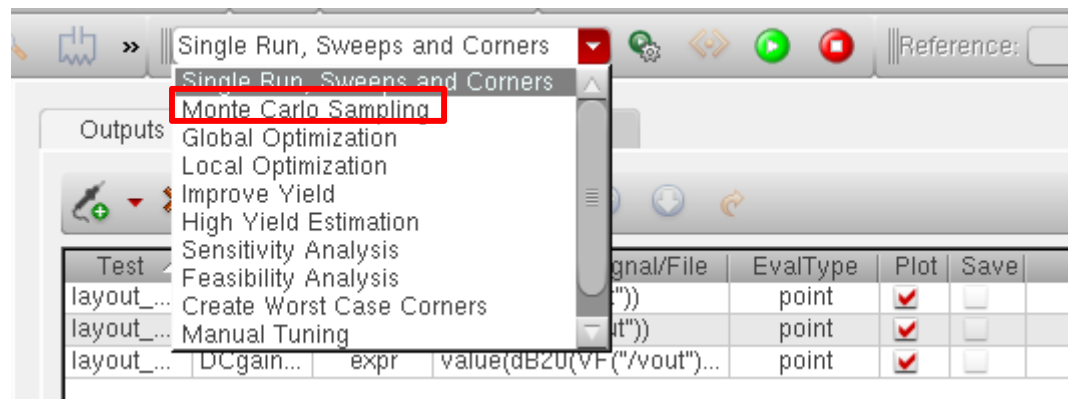 » Single Run, Sweeps and Corners Reference:
Single Run, Sweeps and Corners
Monte Carlo Sampling
Outputs
Global Optimization
Local Optimization
Improve Yield
High Yield Estimation
Sensitivity Analysis
Feasibility Analysis
Create Worst Case Corners
Manual Tuning
Test gnal/File EvalType Plot Save
layout_... ")) point
layout_... ut")) point
layout_... DCgain... expr value(dB20(VF("/vout")... point